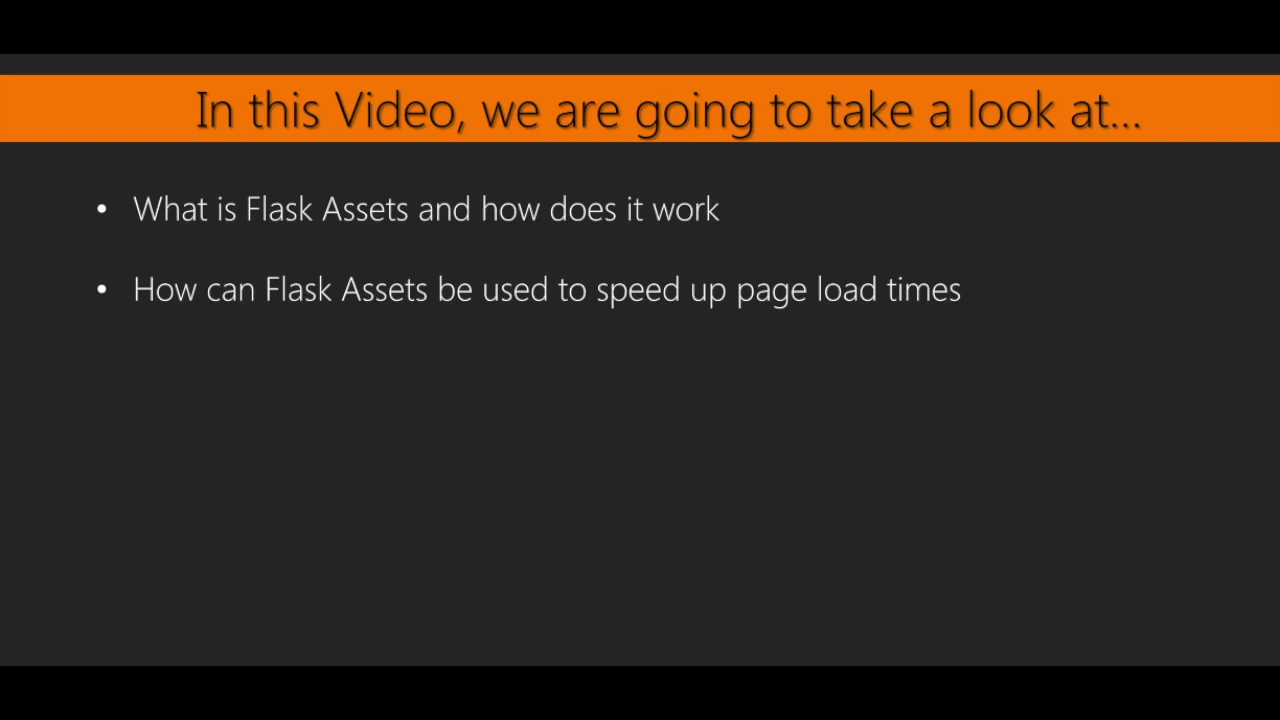 In this Video, we are going to take a look at...
• What is Flask Assets and how does it work
• How can Flask Assets be used to speed up page load times